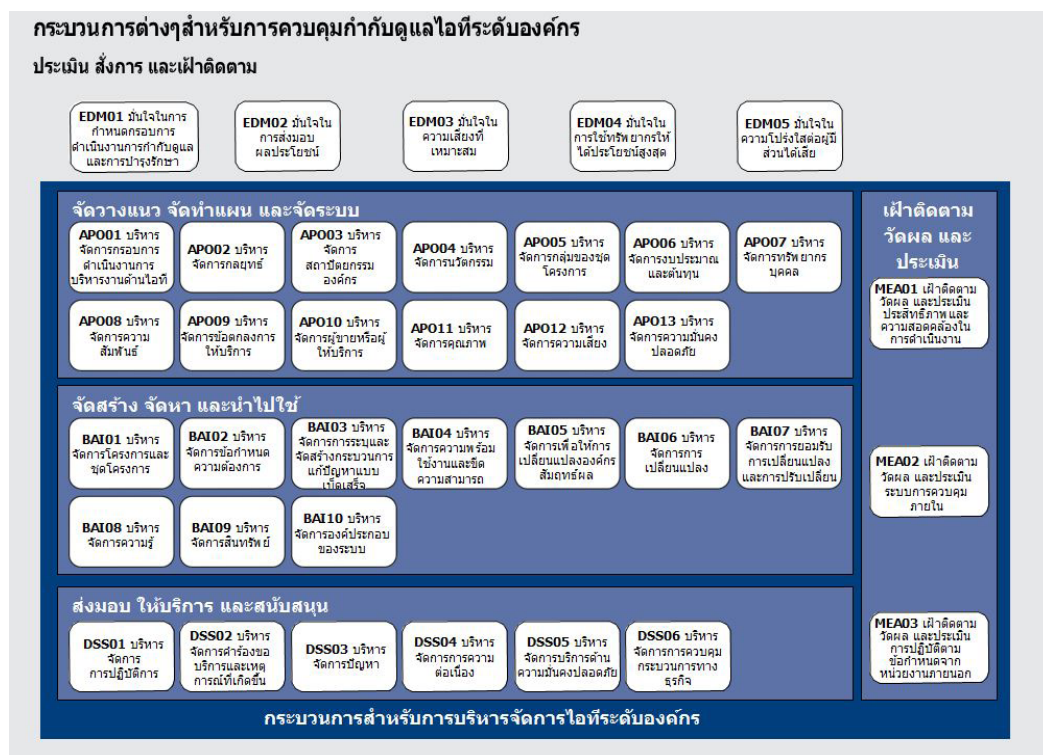 กระบวนการต่างๆสำหรับการควบคุมกำกับดูแลไอทีระดับองค์กร
ประเมิน สั่งการ และเฝ้าติดตาม
EDM01 มั่นใจในการ
กำหนดกรอบการ
ดำเนินงานการกำกับดูแล
และการบำรุงรักษา
EDM02 มั่นใจใน
การส่งมอบ
ผลประโยชน์
EDM03 มั่นใจใน
ความเสี่ยงที่
เหมาะสม
EDM04 มั่นใจใน
การใช้ทรัพยากรให้
ได้ประโยชน์สูงสุด
EDM05 มั่นใจใน
ความโปร่งใสต่อผู้มี
ส่วนได้เสีย
จัดวางแนว จัดทำแผน และจัดระบบ
APO01 บริหาร
จัดการกรอบการ
ดำเนินงานการ
บริหารงานด้านไอที
APO02 บริหาร
จัดการกลยุทธ์
APO03 บริหาร
จัดการ
สถาปัตยกรรม
องค์กร
APO04 บริหาร
จัดการนวัตกรรม
APO05 บริหาร
จัดการกลุ่มของชุด
โครงการ
APO06 บริหาร
จัดการงบประมาณ
และต้นทุน
APO07 บริหาร
จัดการทรัพยากร
บุคคล
APO08 บริหาร
จัดการความ
สัมพันธ์
APO09 บริหาร
จัดการข้อตกลงการ
ให้บริการ
APO10 บริหาร
จัดการผู้ขายหรือผู้
ให้บริการ
APO11 บริหาร
จัดการคุณภาพ
APO12 บริหาร
จัดการความเสี่ยง
APO13 บริหาร
จัดการความมั่นคง
ปลอดภัย
จัดสร้าง จัดหา และนำไปใช้
BAI01 บริหาร
จัดการโครงการและ
ชุดโครงการ
BAI02 บริหาร
จัดการข้อกำหนด
ความต้องการ
BAI03 บริหาร
จัดการการระบุและ
จัดสร้างกระบวนการ
แก้ปัญหาแบบ
เบ็ดเสร็จ
BAI04 บริหาร
จัดการความพร้อม
ใช้งานและขีด
ความสามารถ
BAI05 บริหาร
จัดการเพื่อให้การ
เปลี่ยนแปลงองค์กร
สัมฤทธิ์ผล
BAI06 บริหาร
จัดการการ
เปลี่ยนแปลง
BAI07 บริหาร
จัดการการยอมรับ
การเปลี่ยนแปลง
และการปรับเปลี่ยน
BAI08 บริหาร
จัดการความรู้
BAI09 บริหาร
จัดการสินทรัพย์
BAI10 บริหาร
จัดการองค์ประกอบ
ของระบบ
ส่งมอบ ให้บริการ และสนับสนุน
DSS01 บริหาร
จัดการ
การปฏิบัติการ
DSS02 บริหาร
จัดการคำร้องขอ
บริการและเหตุ
การณ์ที่เกิดขึ้น
DSS03 บริหาร
จัดการปัญหา
DSS04 บริหาร
จัดการการความ
ต่อเนื่อง
DSS05 บริหาร
จัดการบริการด้าน
ความมั่นคงปลอดภัย
DSS06 บริหาร
จัดการการควบคุม
กระบวนการทาง
ธุรกิจ
เฝ้าติดตาม
วัดผล และ
ประเมิน
MEA01 เฝ้าติดตาม
วัดผล และประเมิน
ประสิทธิภาพและ
ความสอดคล้องใน
การดำเนินงาน
MEA02 เฝ้าติดตาม
วัดผล และประเมิน
ระบบการควบคุม
ภายใน
MEA03 เฝ้าติดตาม
วัดผล และประเมิน
การปฏิบัติตาม
ข้อกำหนดจาก
หน่วยงานภายนอก
กระบวนการสำหรับการบริหารจัดการไอทีระดับองค์กร